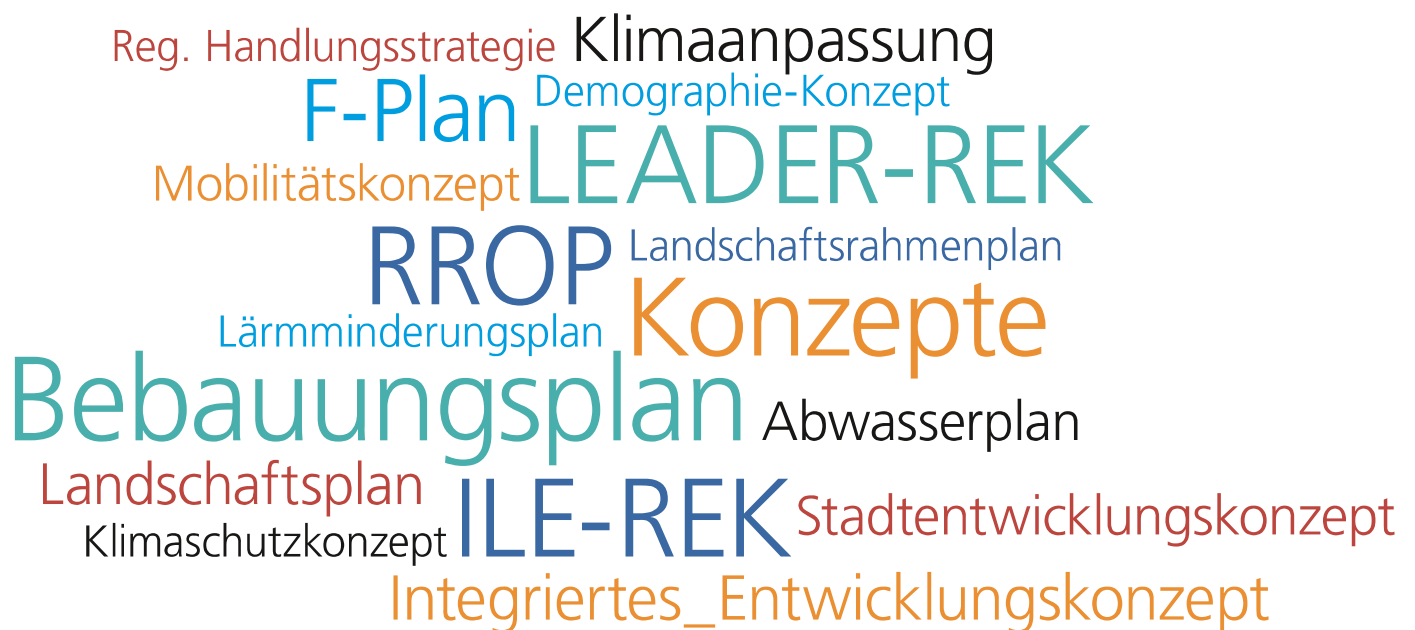 Reg. Handlungsstrategie
Klimaanpassung
F-Plan
Demographie-Konzept
LEADER-REK
Mobilitätskonzept
RROP
Landschaftsrahmenplan
Konzepte
Lärmminderungsplan
Bebauungsplan
Abwasserplan
Landschaftsplan
ILE-REK
Stadtentwicklungskonzept
Klimaschutzkonzept
Integriertes_Entwicklungskonzept